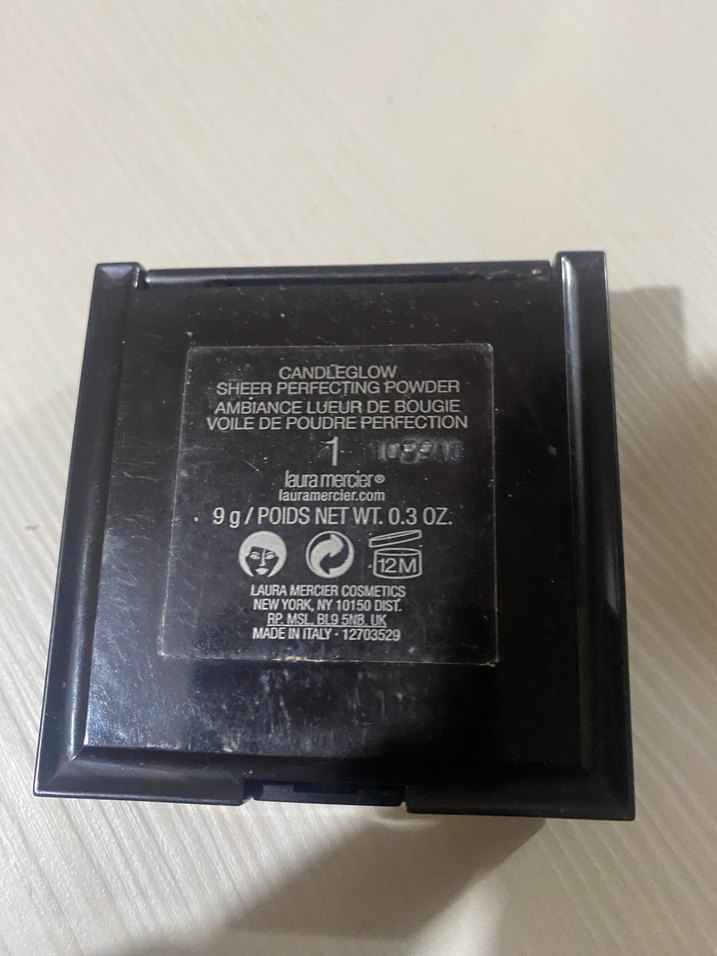 CANDLEGLOW
SHEER PERFECTING POWDER
AMBIANCE LUEUR DE BOUGIE
VOILE DE POUDRE PERFECTION
1
laura mercier®
lauramercier.com
9 g / POIDS NET WT. 0.3 OZ.
12M
LAURA MERCIER COSMETICS
NEW YORK, NY 10150 DIST.
RP. MSL. BL9 5NB. UK
MADE IN ITALY · 12703529